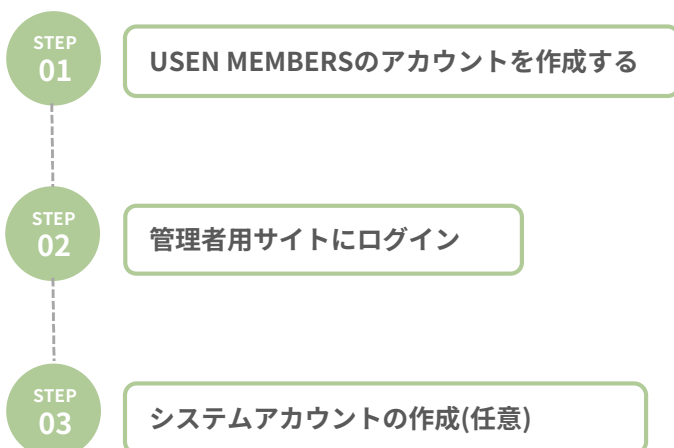 STEP
01
USEN MEMBERSのアカウントを作成する
STEP
02
管理者用サイトにログイン
STEP
03
システムアカウントの作成(任意)